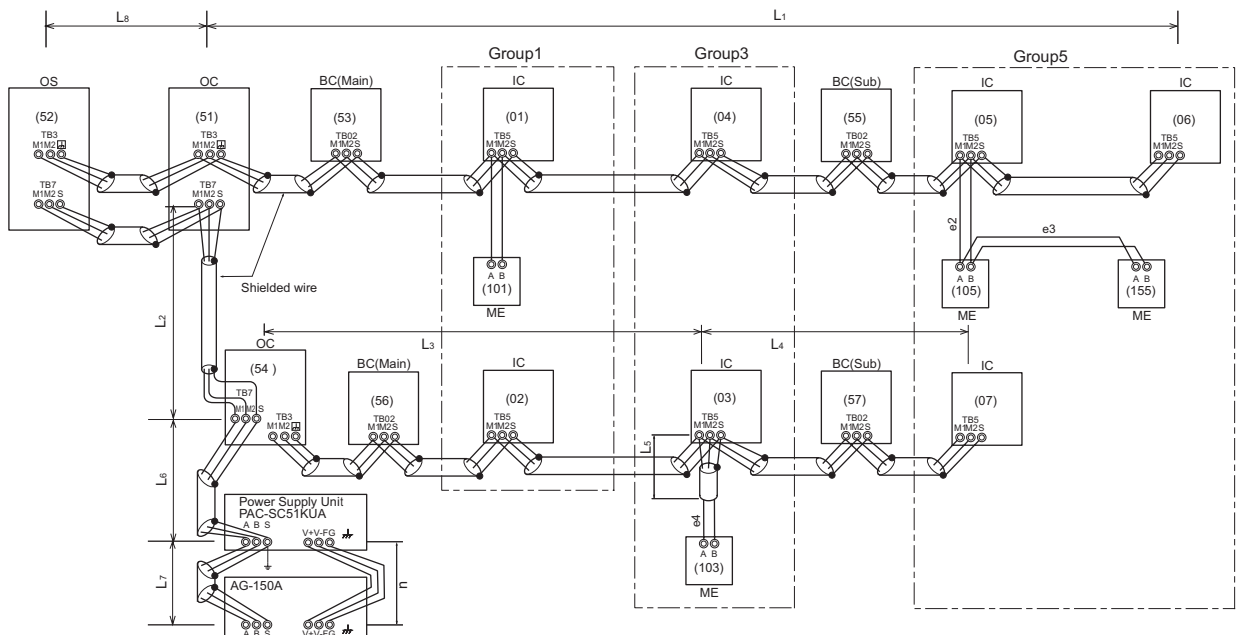 L8
L1
Group1
Group3
Group5
OS
OC
BC(Main)
IC
IC
BC(Sub)
IC
IC
(52)
(51)
(53)
(01)
(04)
(55)
(05)
(06)
TB3
M1M2
TB3
M1M2
TB02
M1M2S
TB5
M1M2S
TB5
M1M2S
TB02
M1M2S
TB5
M1M2S
TB5
M1M2S
TB7
M1M2 S
TB7
M1M2 S
Shielded wire
e2
e3
A B
(101)
ME
A B
(105)
ME
A B
(155)
ME
L2
L3
L4
OC
BC(Main)
IC
IC
BC(Sub)
IC
(54 )
(56)
(02)
(03)
(57)
(07)
TB7
M1M2 S
TB3
M1M2
TB02
M1M2S
TB5
M1M2S
TB5
M1M2S
TB02
M1M2S
TB5
M1M2S
L5
L6
e4
A B
(103)
ME
Power Supply Unit
PAC-SC51KUA
A B S
V+V-FG
L7
n
AG-150A
A B S
V+V-FG